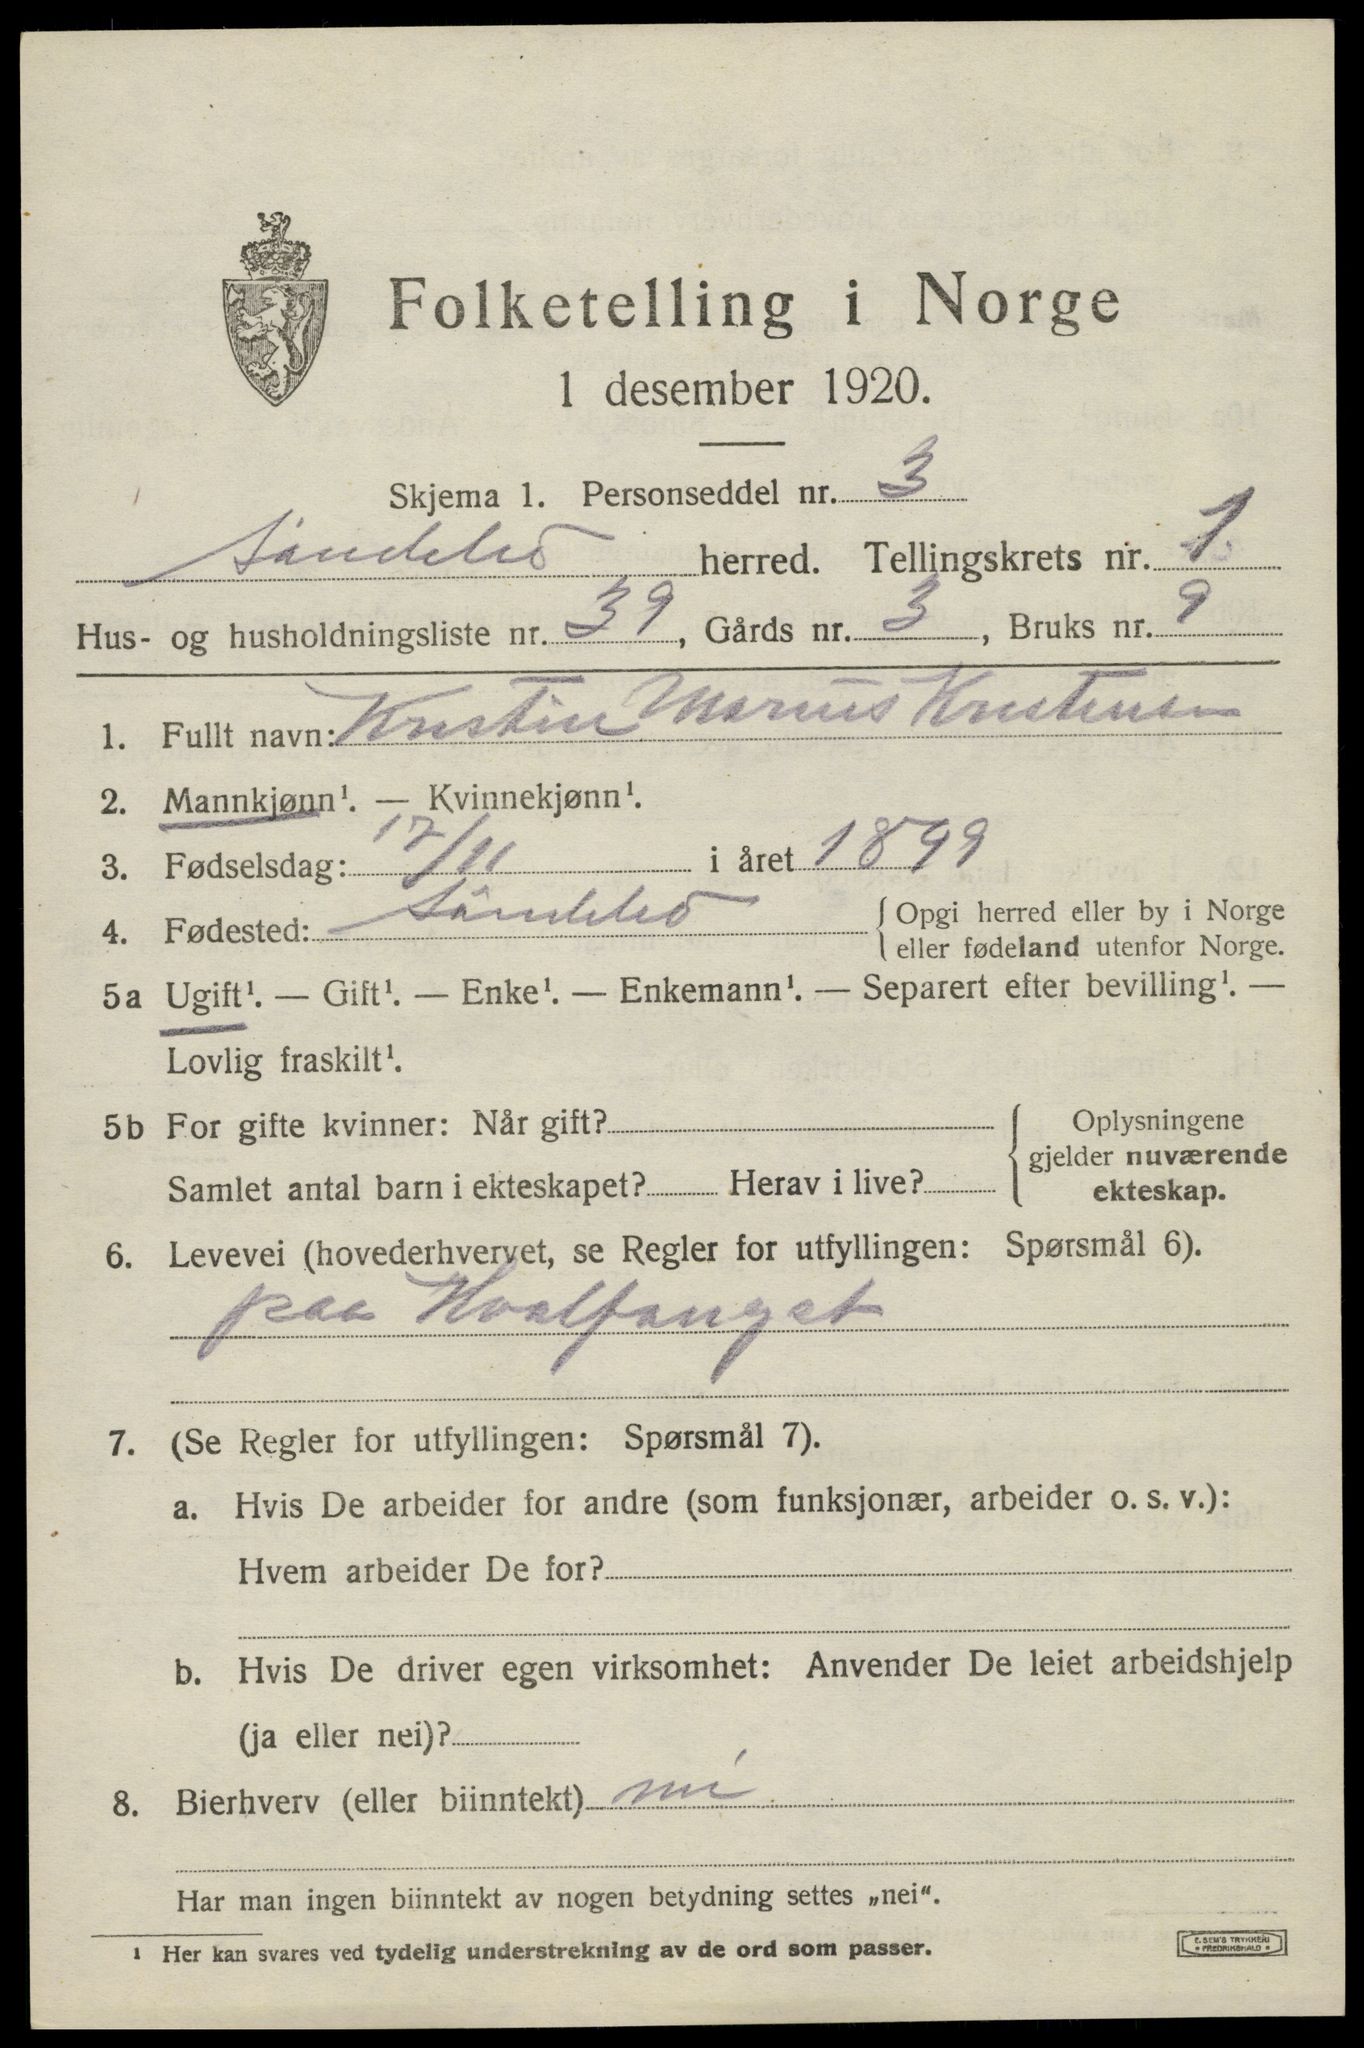 Folketelling i Norge
1 desember 1920.
Skjema 1. Personseddel nr. 3
Søndeled herred. Tellingskrets nr. 1
Hus- og husholdningsliste nr. 39, Gårds nr. 3, Bruks nr. 9
1. Fullt navn: Kristen Marius Kristensen
2. Mannkjønn¹. — Kvinnekjønn¹.
3. Fødselsdag: 17/11 i året 1899
4. Fødested: Søndeled {Opgi herred eller by i Norge
eller fødeland utenfor Norge.
5a Ugift¹. — Gift¹. — Enke¹. — Enkemann¹. — Separert efter bevilling¹. —
Lovlig fraskilt¹.
5b For gifte kvinner: Når gift?
Samlet antal barn i ekteskapet? Herav i live?
{Oplysningene
gjelder nuværende
ekteskap.
6. Levevei (hovederhvervet, se Regler for utfyllingen: Spørsmål 6).
paa Hvalfanget
7. (Se Regler for utfyllingen: Spørsmål 7).
a. Hvis De arbeider for andre (som funksjonær, arbeider o. s. v.):
Hvem arbeider De for?
b. Hvis De driver egen virksomhet: Anvender De leiet arbeidshjelp
(ja eller nei)?
8. Bierhverv (eller biinntekt) nei
Har man ingen biinntekt av nogen betydning settes „nei“.
¹ Her kan svares ved tydelig understrekning av de ord som passer.
E. SEM'S TRYKKERI
FREDRIKSHALD